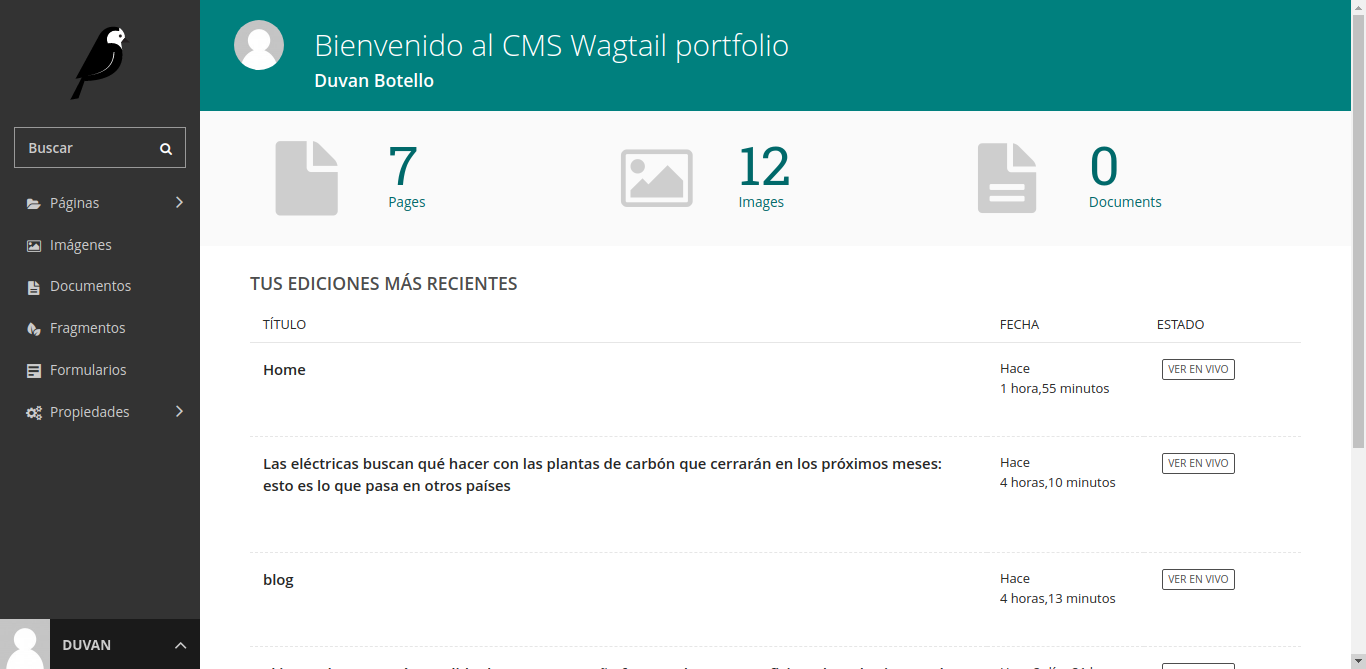 Bienvenido al CMS Wagtail portfolio
Duvan Botello
Buscar
Páginas
Imágenes
Documentos
Fragmentos
Formularios
Propiedades
DUVAN
7
Pages
12
Images
0
Documents
TUS EDICIONES MÁS RECIENTES
TÍTULO FECHA ESTADO
Home
Hace
1 hora,55 minutos
VER EN VIVO
Las eléctricas buscan qué hacer con las plantas de carbón que cerrarán en los próximos meses:
esto es lo que pasa en otros países
Hace
4 horas,10 minutos
VER EN VIVO
blog
Hace
4 horas,13 minutos
VER EN VIVO